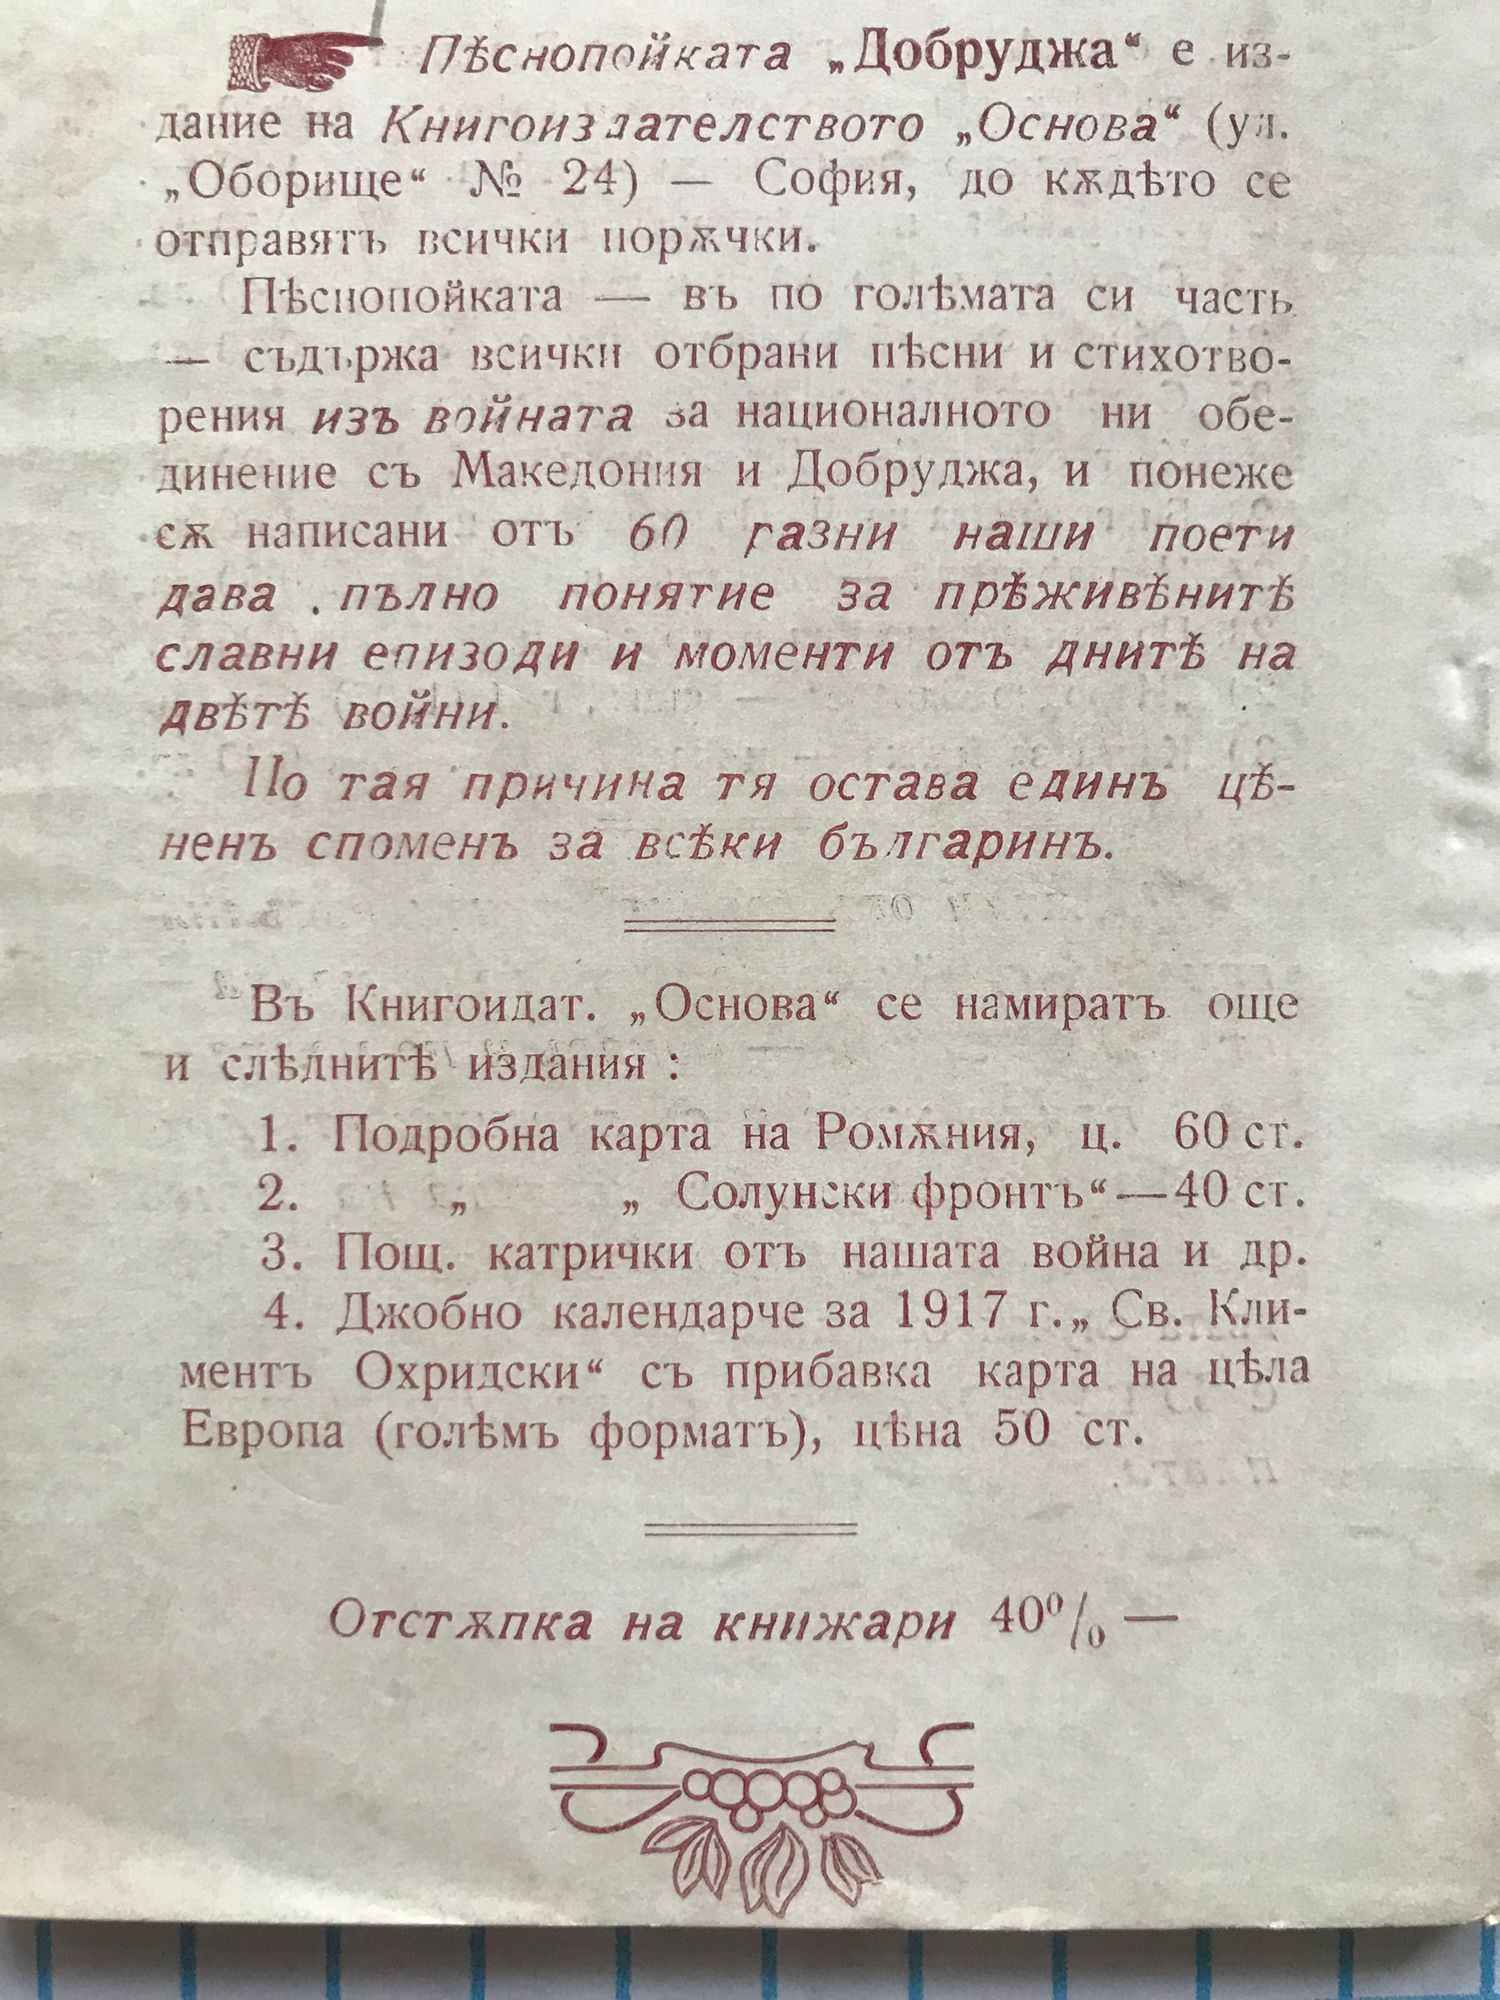 Пѣснопойката „Добруджа“ е из-
дание на Книгоиздателството „Основа“ (ул.
„Оборище“ № 24) — София, до кѫдѣто се
отправятъ всички порѫчки.
Пѣснопойката — въ по голѣмата си часть
— съдържа всички отбрани пѣсни и стихотво-
рения изъ войната за националното ни обе-
динение съ Македония и Добруджа, и понеже
сѫ написани отъ 60 разни наши поети
дава пълно понятие за прѣживѣнитѣ
славни епизоди и моменти отъ днитѣ на
двѣтѣ войни.
По тая причина тя остава единъ цѣ-
ненъ споменъ за всѣки българинъ.
Въ Книгоидат. „Основа“ се намиратъ още
и слѣднитѣ издания :
1. Подробна карта на Ромѫния, ц. 60 ст.
2. „ „ Солунски фронтъ“—40 ст.
3. Пощ. катрички отъ нашата война и др.
4. Джобно календарче за 1917 г. „Св. Кли-
ментъ Охридски“ съ прибавка карта на цѣла
Европа (голѣмъ форматъ), цѣна 50 ст.
Отстѫпка на книжари 40% —